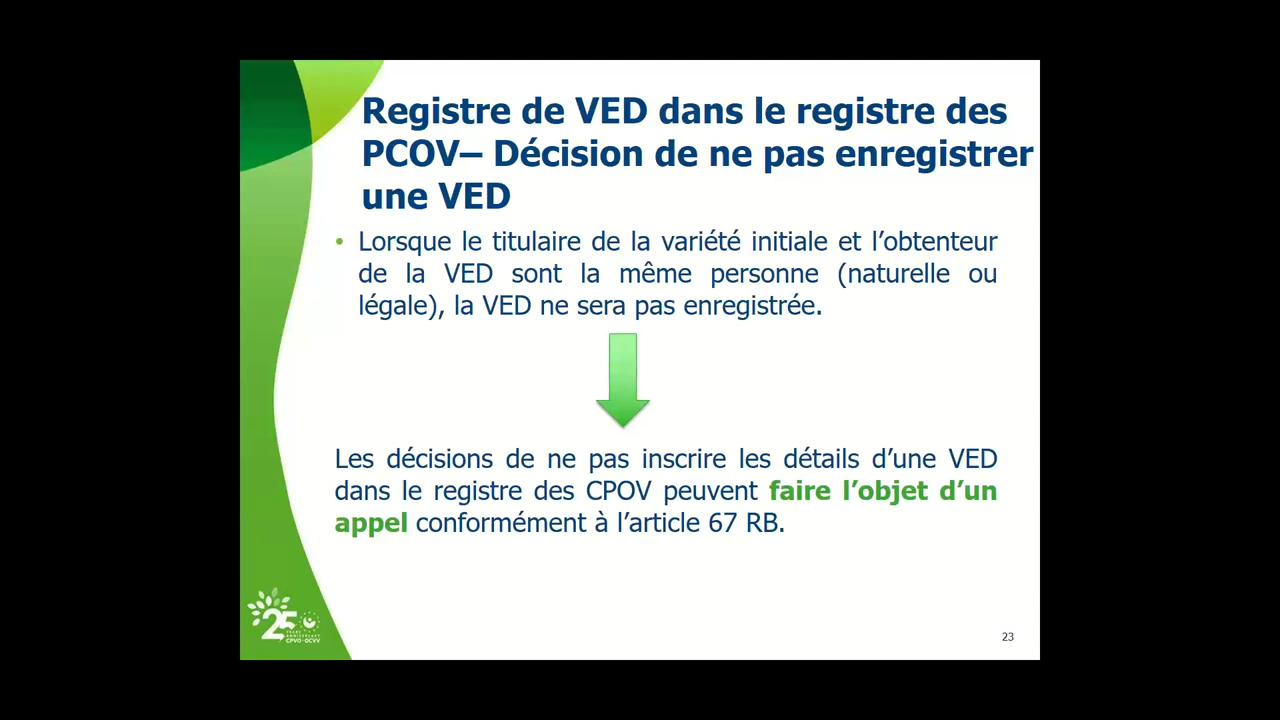 Registre de VED dans le registre des
PCOV– Décision de ne pas enregistrer
une VED
• Lorsque le titulaire de la variété initiale et l’obtenteur
de la VED sont la même personne (naturelle ou
légale), la VED ne sera pas enregistrée.
Les décisions de ne pas inscrire les détails d’une VED
dans le registre des CPOV peuvent faire l’objet d’un
appel conformément à l’article 67 RB.
25
YEARS
ANNIVERSARY
CPVO-OCVV
23